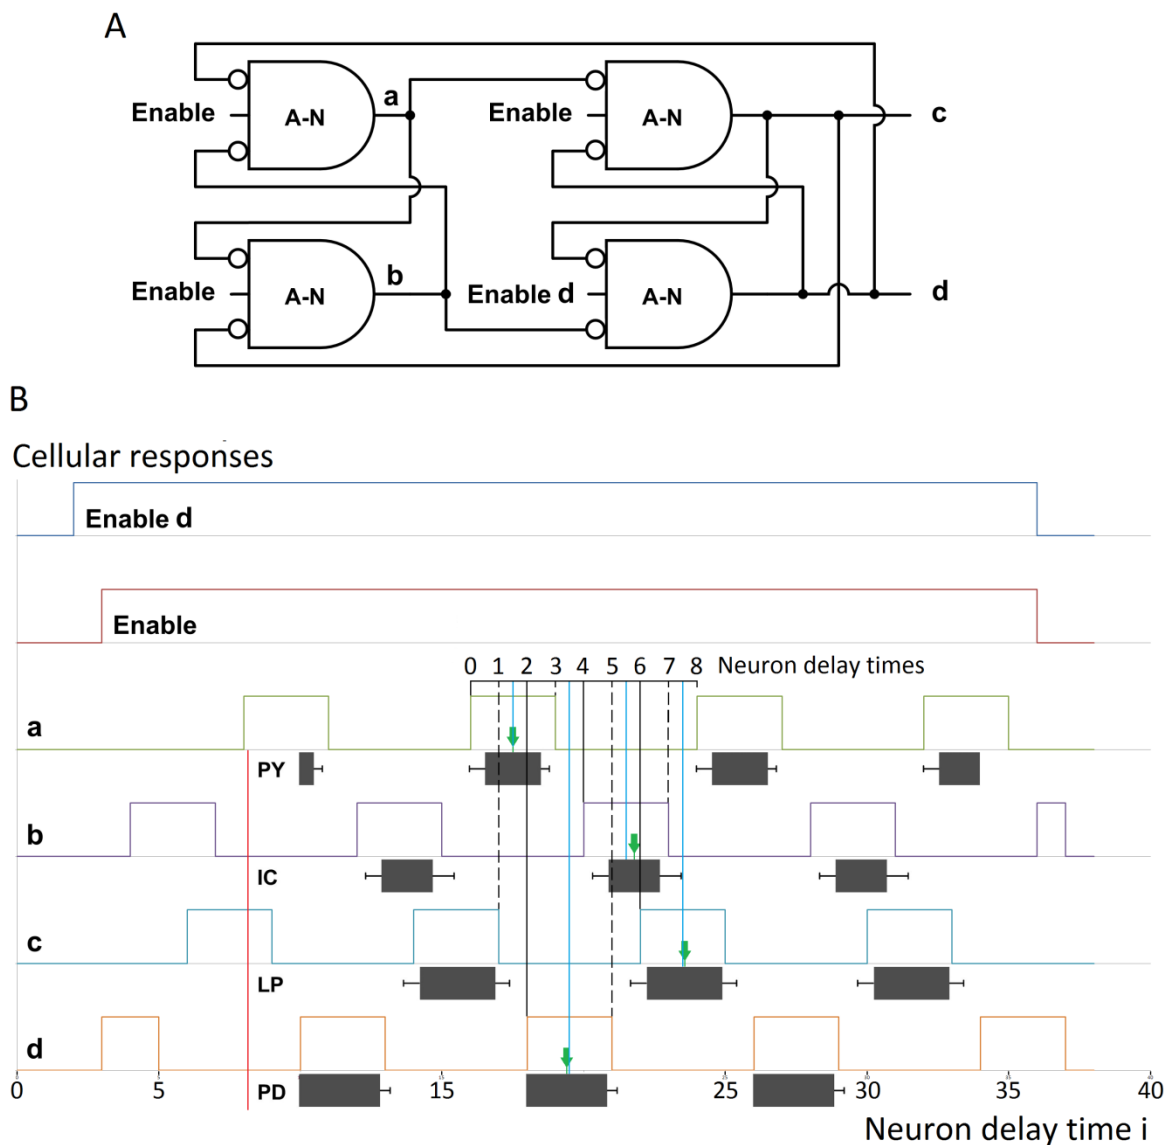 A
a
Enable
A-N
Enable
A-N
c
Enable
A-N
b
Enable d
A-N
d
B
Cellular responses
Enable d
Enable
0 1 2 3 4 5 6 7 8 Neuron delay times
a
PY
b
IC
c
LP
d
0 5 15 25 30 35 40
PD
Neuron delay time i